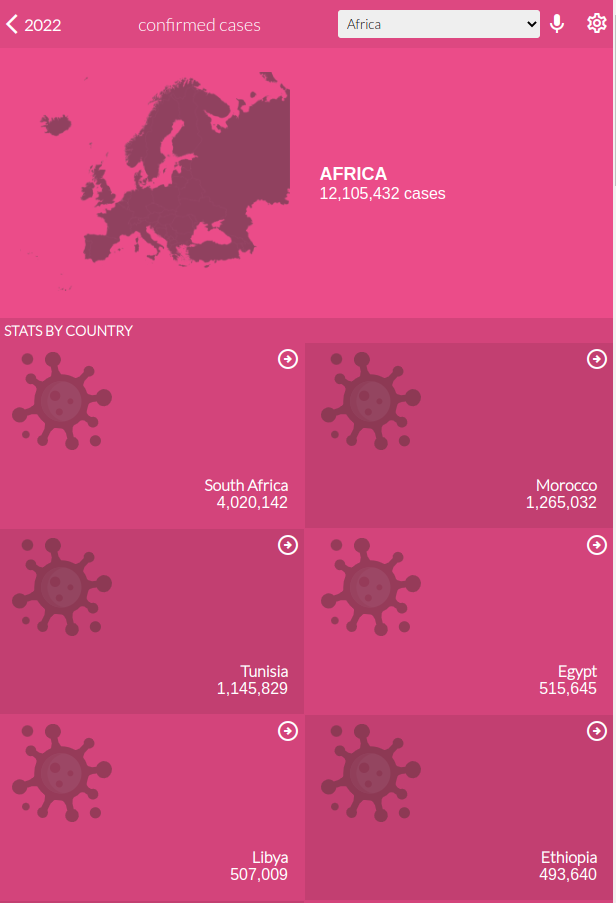 2022
confirmed cases
Africa
AFRICA
12,105,432 cases
STATS BY COUNTRY
South Africa
4,020,142
Morocco
1,265,032
Tunisia
1,145,829
Egypt
515,645
Libya
507,009
Ethiopia
493,640